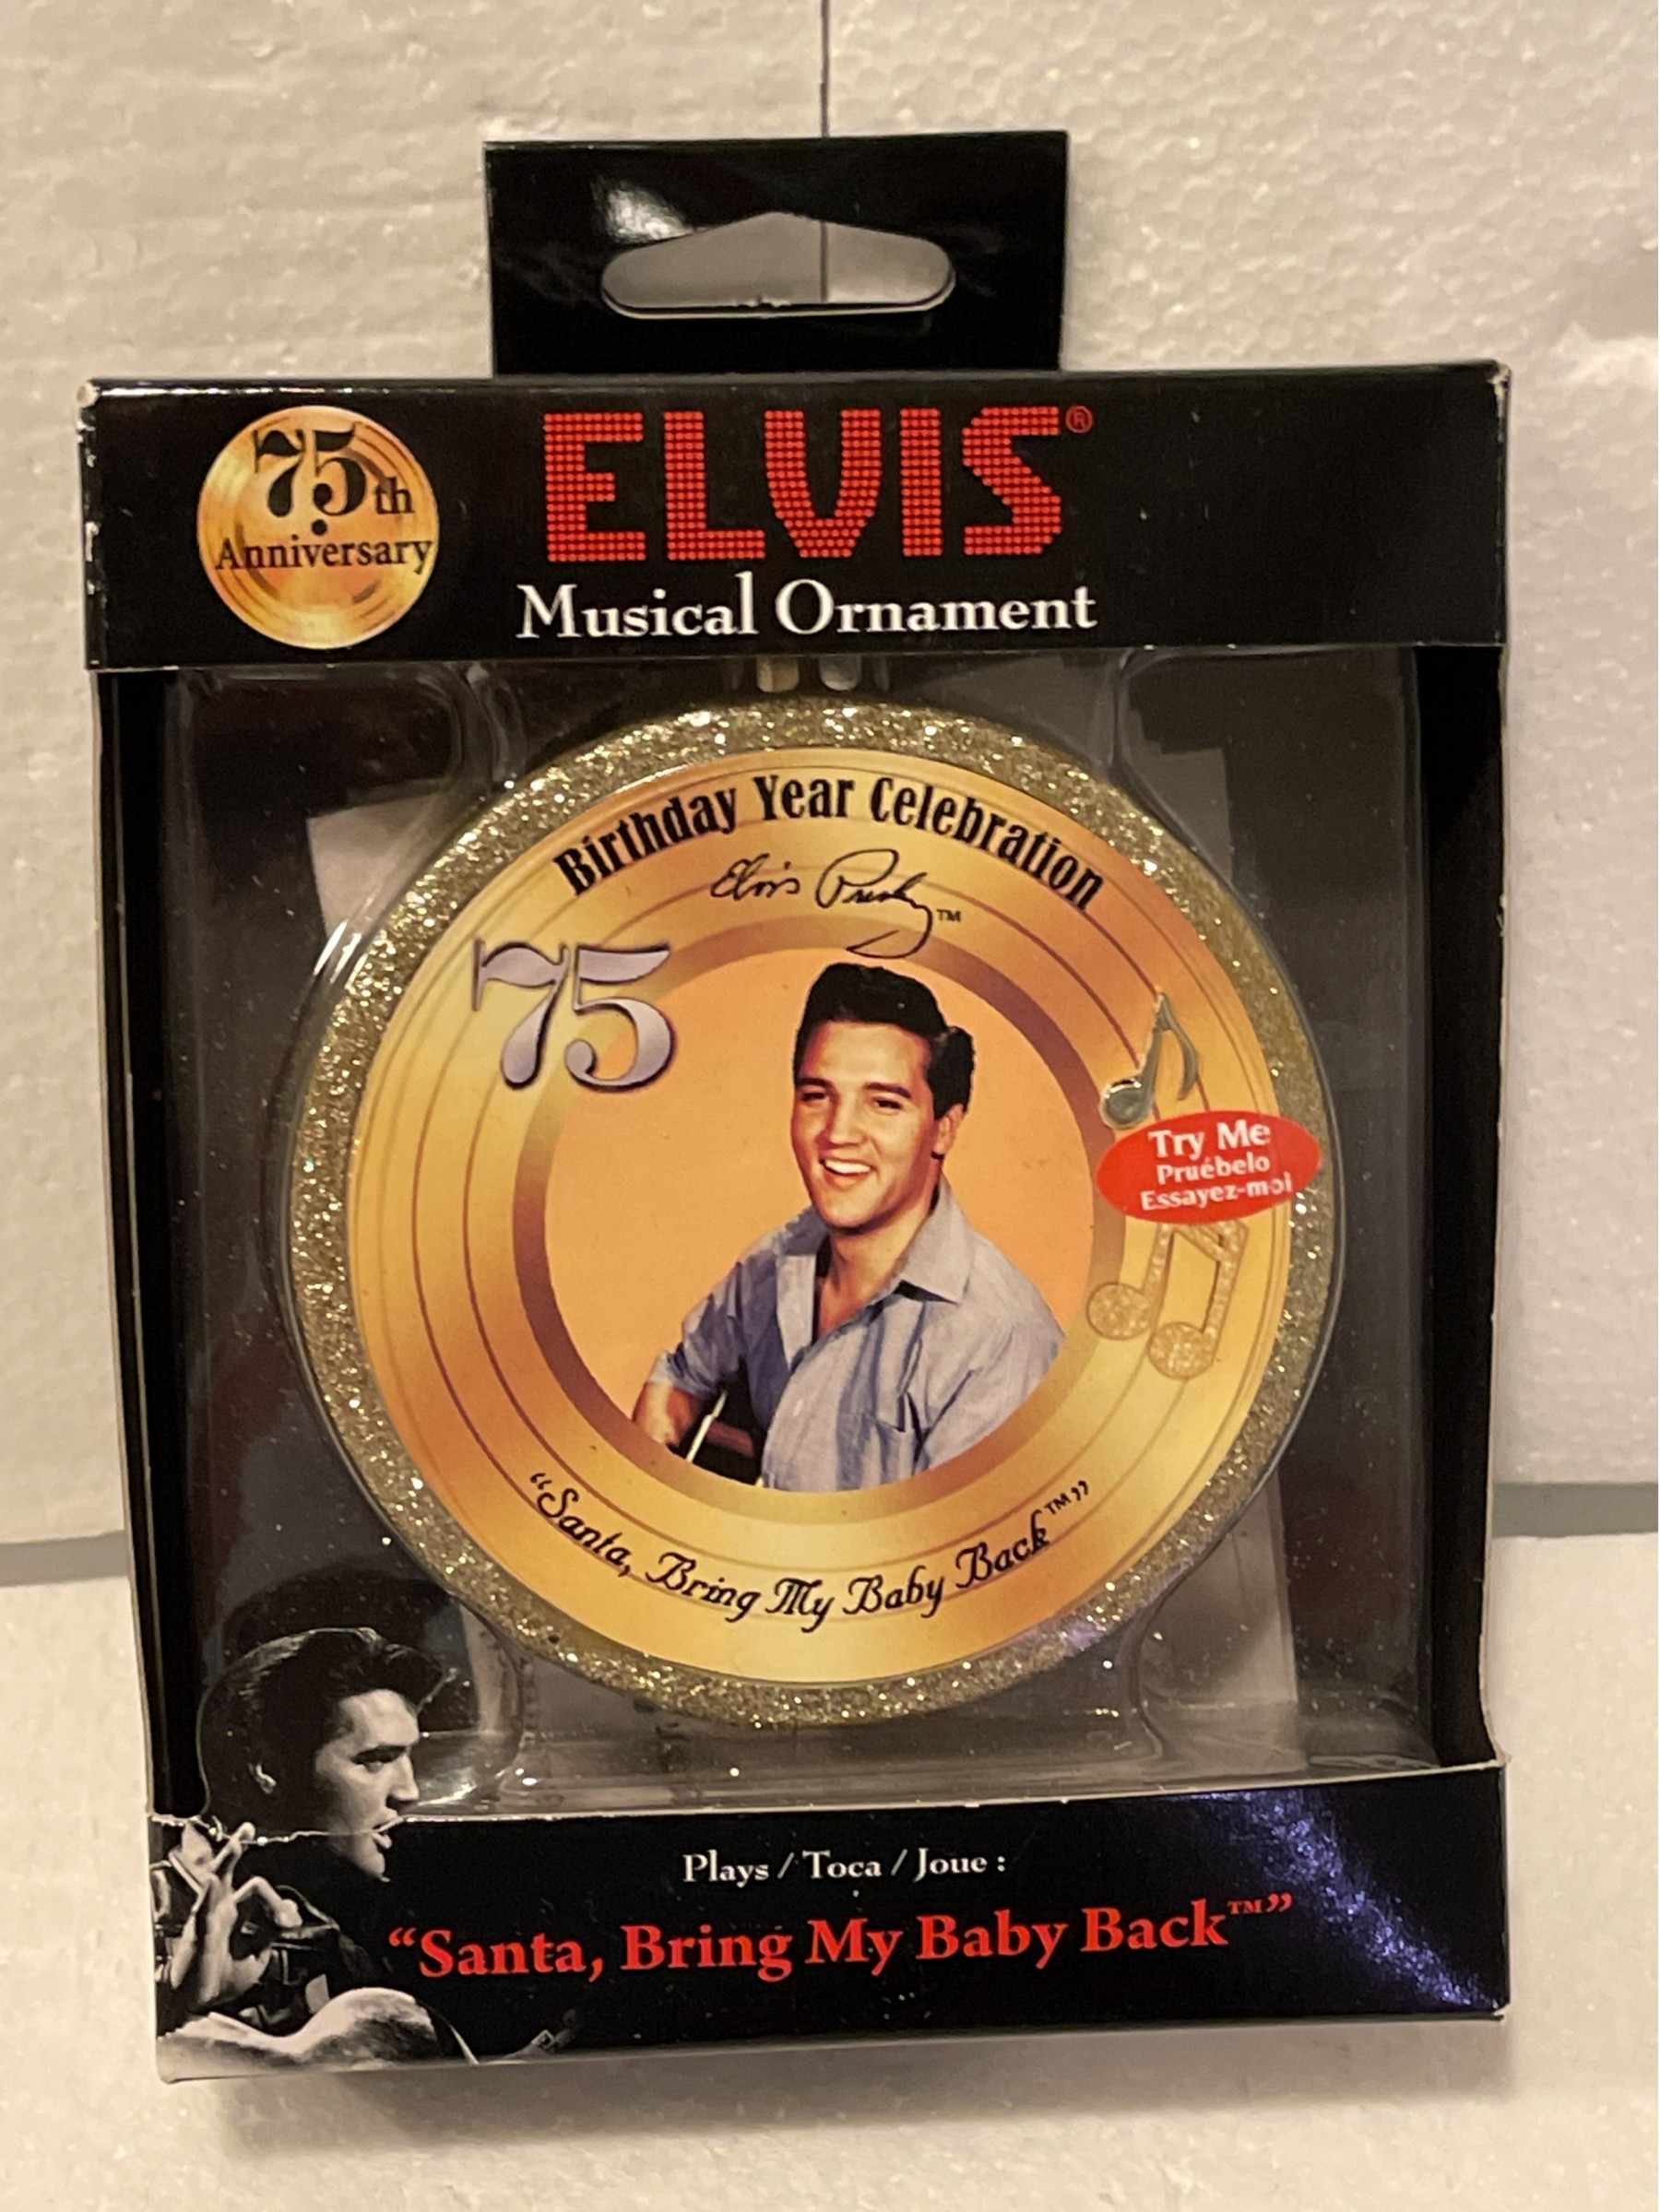 75th
Anniversary
ELVIS®
Musical Ornament
Birthday Year Celebration
Elvis Presley™
75
Try Me
Pruébelo
Essayez-moi
“Santa, Bring My Baby Back™”
Plays / Toca / Joue :
“Santa, Bring My Baby Back™”